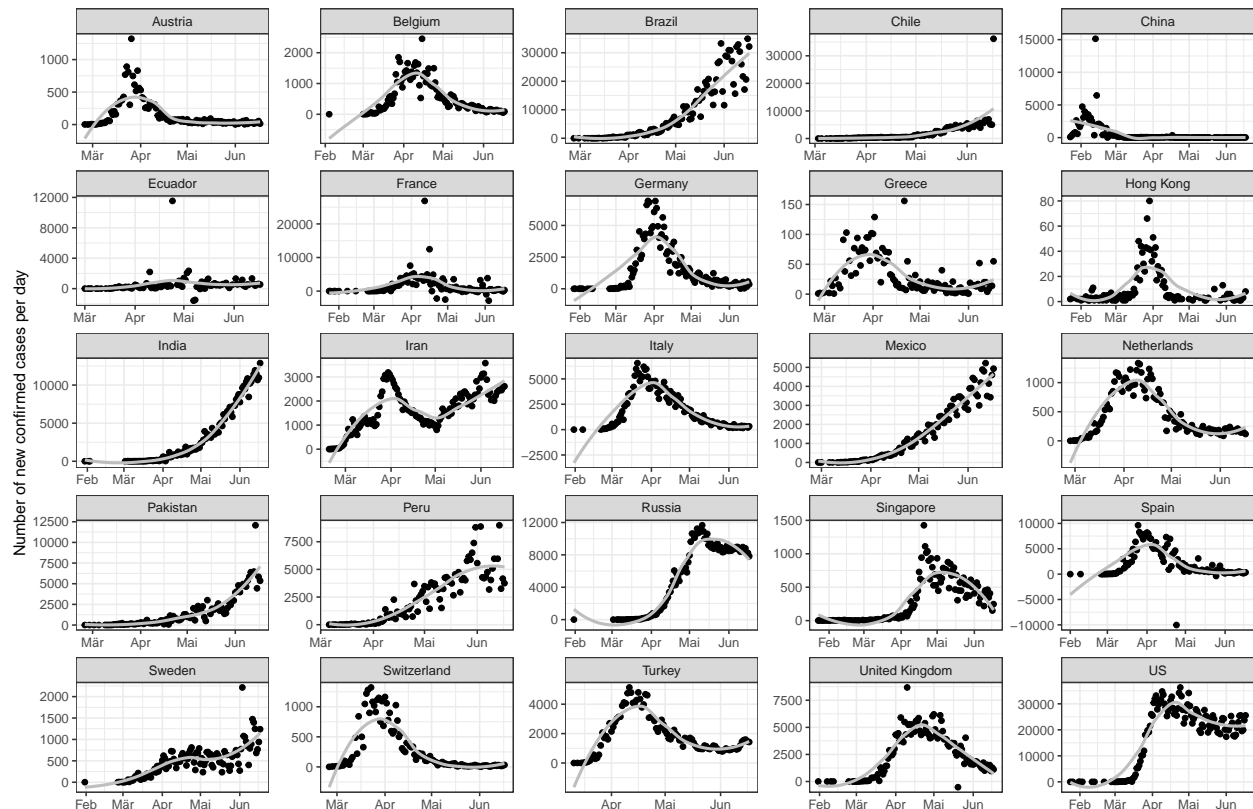 Number of new confirmed cases per day
Austria
0
500
1000
Mär Apr Mai Jun
Belgium
0
1000
2000
Feb Mär Apr Mai Jun
Brazil
0
10000
20000
30000
Mär Apr Mai Jun
Chile
0
10000
20000
30000
Mär Apr Mai Jun
China
0
5000
10000
15000
Feb Mär Apr Mai Jun
Ecuador
0
4000
8000
12000
Mär Apr Mai Jun
France
0
10000
20000
Feb Mär Apr Mai Jun
Germany
0
2500
5000
Feb Mär Apr Mai Jun
Greece
0
50
100
150
Mär Apr Mai Jun
Hong Kong
0
20
40
60
80
Feb Mär Apr Mai Jun
India
0
5000
10000
Feb Mär Apr Mai Jun
Iran
0
1000
2000
3000
Mär Apr Mai Jun
Italy
−2500
0
2500
5000
Feb Mär Apr Mai Jun
Mexico
0
1000
2000
3000
4000
5000
Mär Apr Mai Jun
Netherlands
0
500
1000
Mär Apr Mai Jun
Pakistan
0
2500
5000
7500
10000
12500
Mär Apr Mai Jun
Peru
0
2500
5000
7500
Mär Apr Mai Jun
Russia
0
4000
8000
12000
Feb Mär Apr Mai Jun
Singapore
0
500
1000
1500
Feb Mär Apr Mai Jun
Spain
−10000
−5000
0
5000
10000
Feb Mär Apr Mai Jun
Sweden
0
500
1000
1500
2000
Feb Mär Apr Mai Jun
Switzerland
0
500
1000
Mär Apr Mai Jun
Turkey
0
2000
4000
Apr Mai Jun
United Kingdom
0
2500
5000
7500
Feb Mär Apr Mai Jun
US
0
10000
20000
30000
Feb Mär Apr Mai Jun